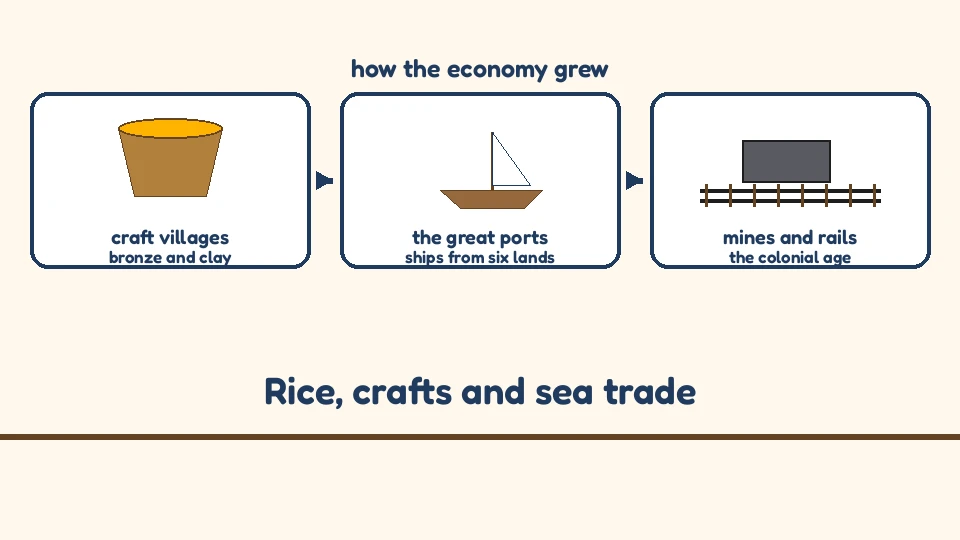 how the economy grew
craft villages
bronze and clay
the great ports
ships from six lands
mines and rails
the colonial age
Rice, crafts and sea trade